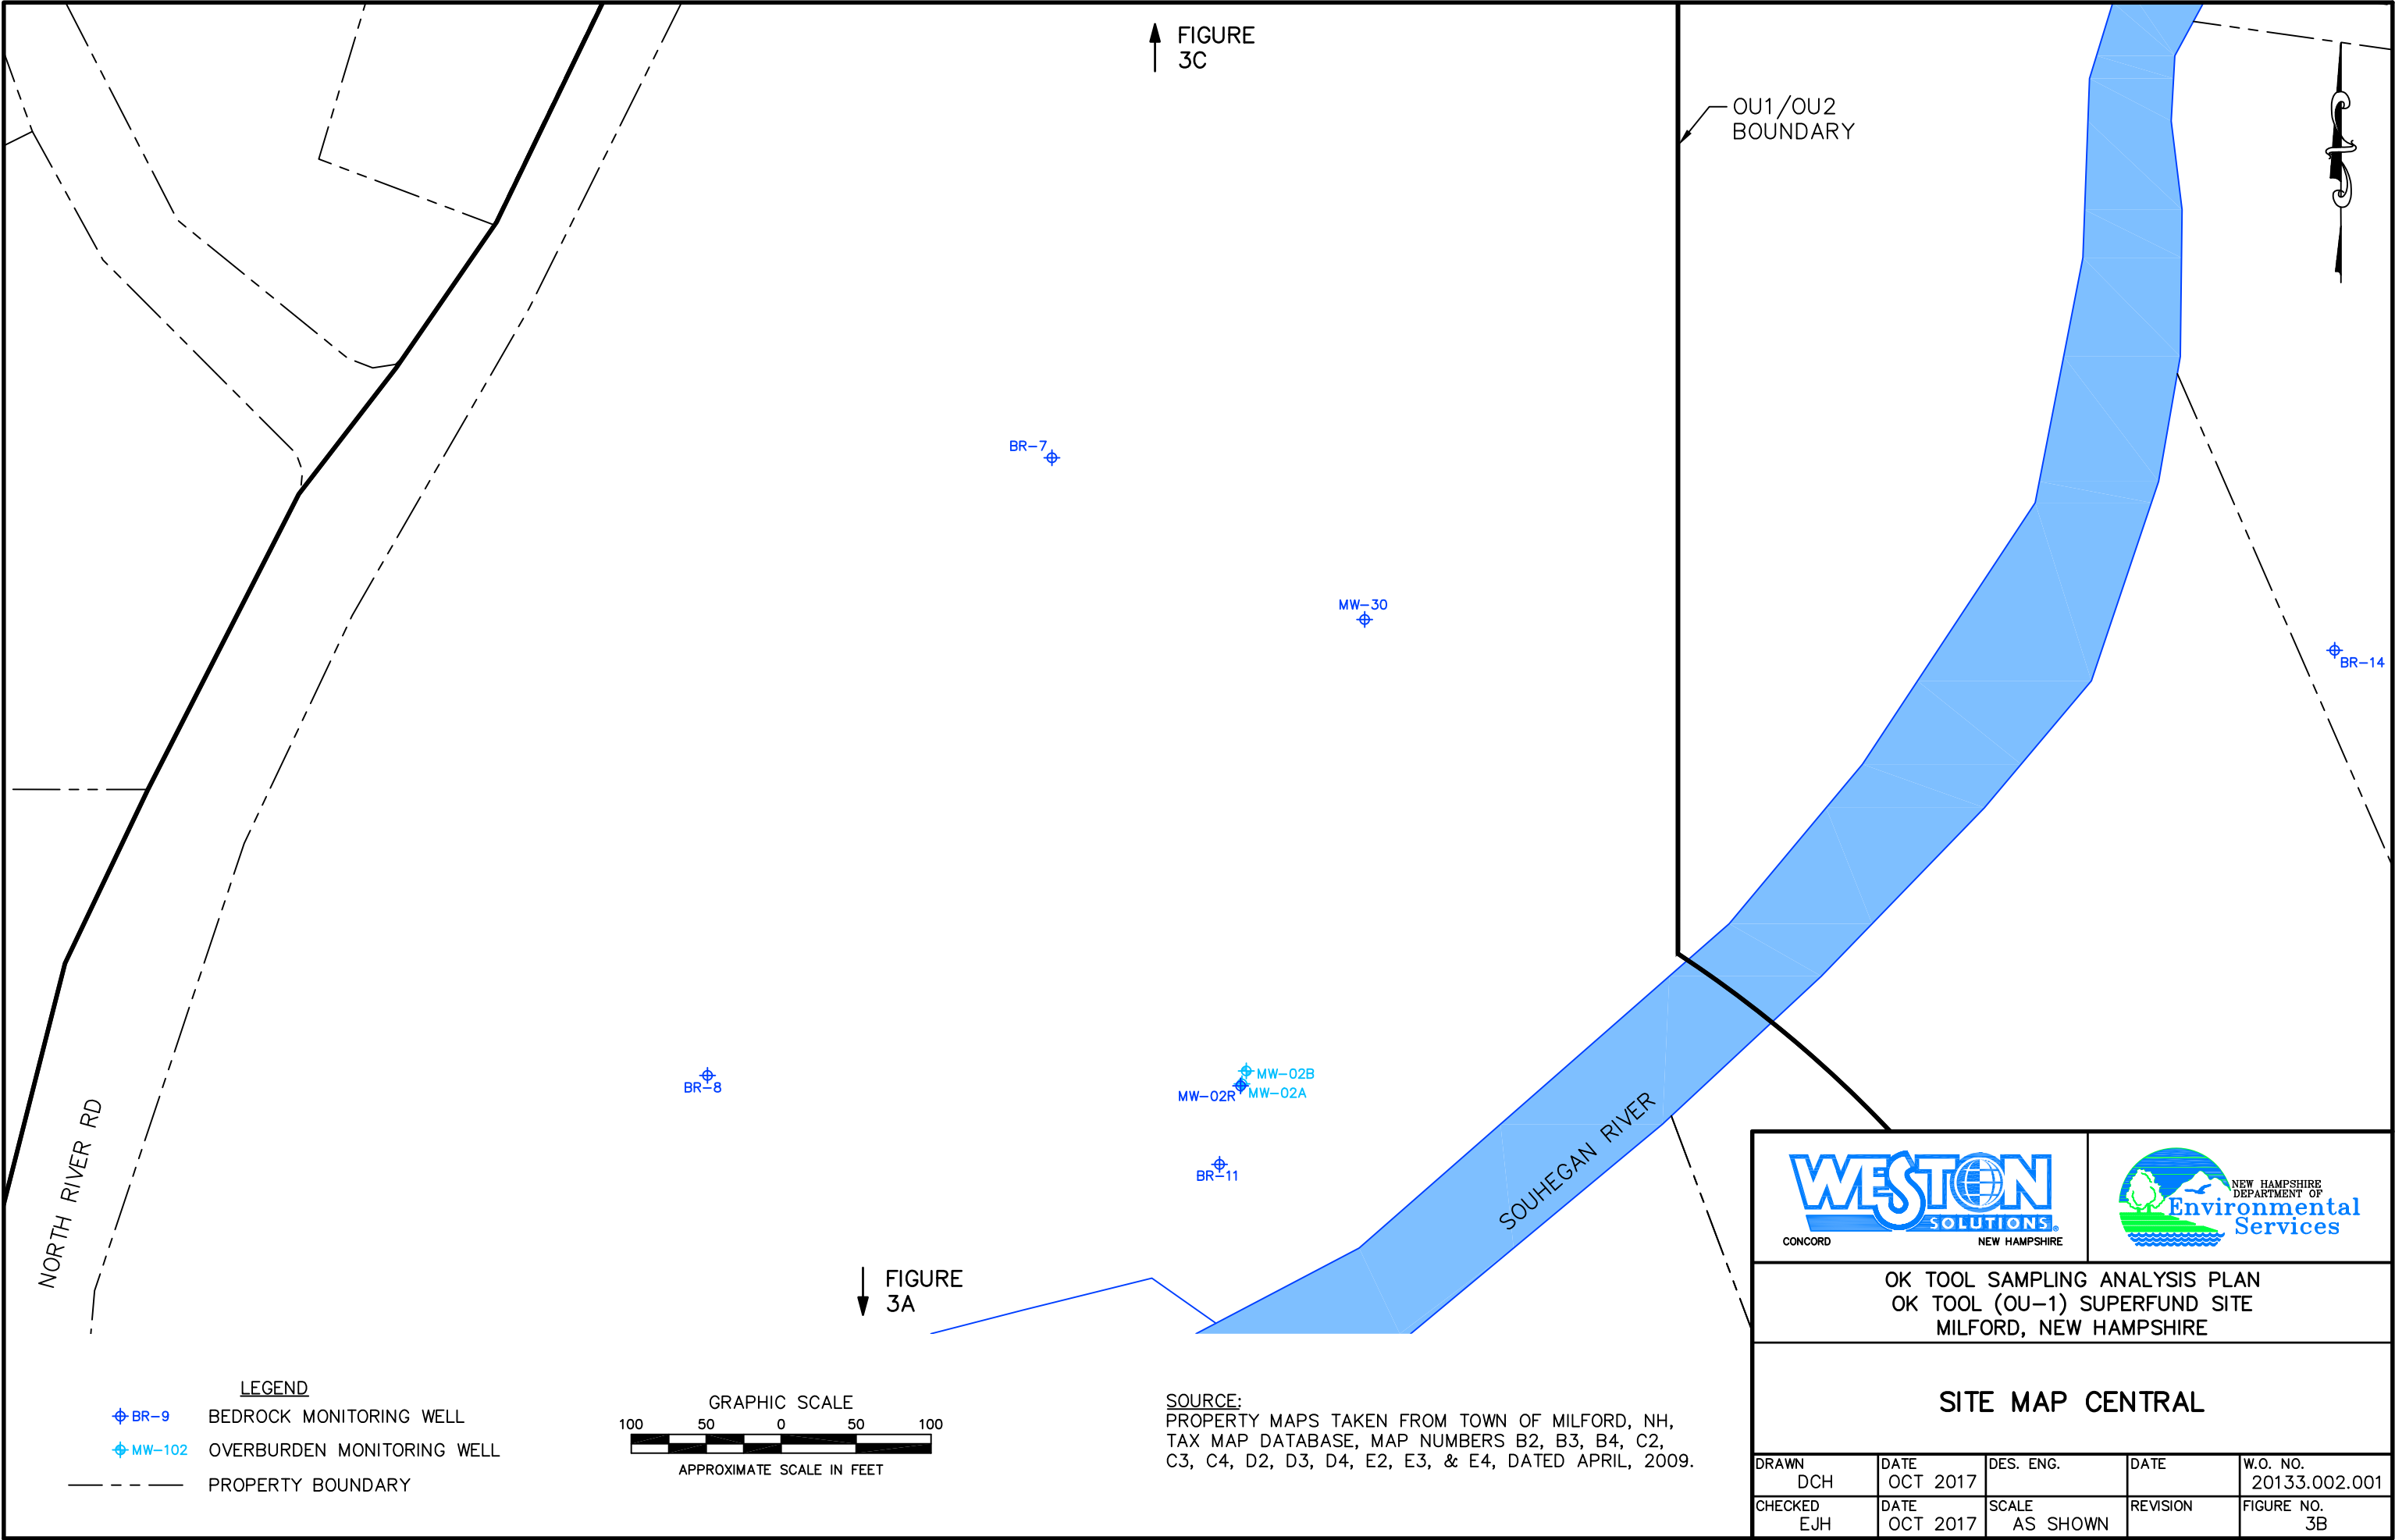 FIGURE
3C
OU1/OU2
BOUNDARY
BR-7
MW-30
BR-14
BR-8
MW-02B
MW-02A
MW-02R
BR-11
NORTH RIVER RD
SOUHEGAN RIVER
FIGURE
3A
LEGEND
BR-9 BEDROCK MONITORING WELL
MW-102 OVERBURDEN MONITORING WELL
PROPERTY BOUNDARY
GRAPHIC SCALE
100 50 0 50 100
APPROXIMATE SCALE IN FEET
SOURCE:
PROPERTY MAPS TAKEN FROM TOWN OF MILFORD, NH,
TAX MAP DATABASE, MAP NUMBERS B2, B3, B4, C2,
C3, C4, D2, D3, D4, E2, E3, & E4, DATED APRIL, 2009.
WESTON
SOLUTIONS®
CONCORD NEW HAMPSHIRE
NEW HAMPSHIRE
DEPARTMENT OF
Environmental
Services
OK TOOL SAMPLING ANALYSIS PLAN
OK TOOL (OU-1) SUPERFUND SITE
MILFORD, NEW HAMPSHIRE
SITE MAP CENTRAL
DRAWN DATE DES. ENG. DATE W.O. NO.
DCH OCT 2017 20133.002.001
CHECKED DATE SCALE REVISION FIGURE NO.
EJH OCT 2017 AS SHOWN 3B